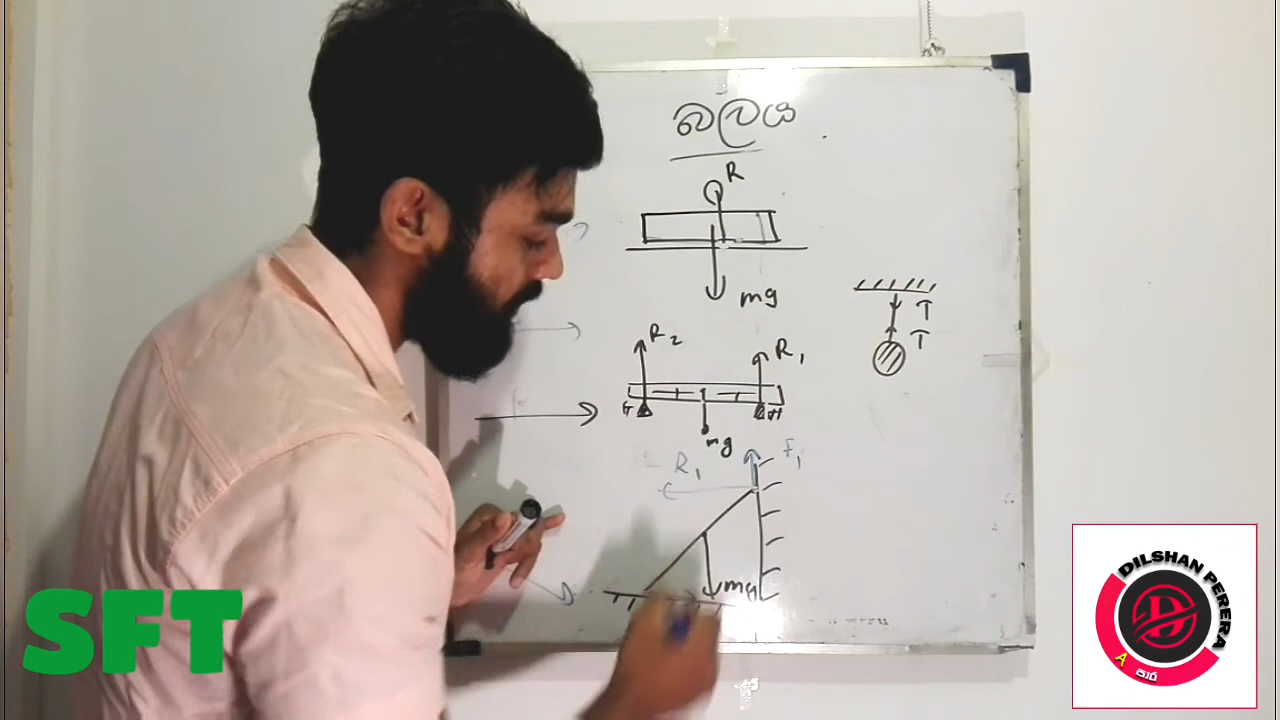 බලය
R
mg
T
T
R2
R1
mg
F1
R1
mg
SFT
DILSHAN PERERA
A පාර